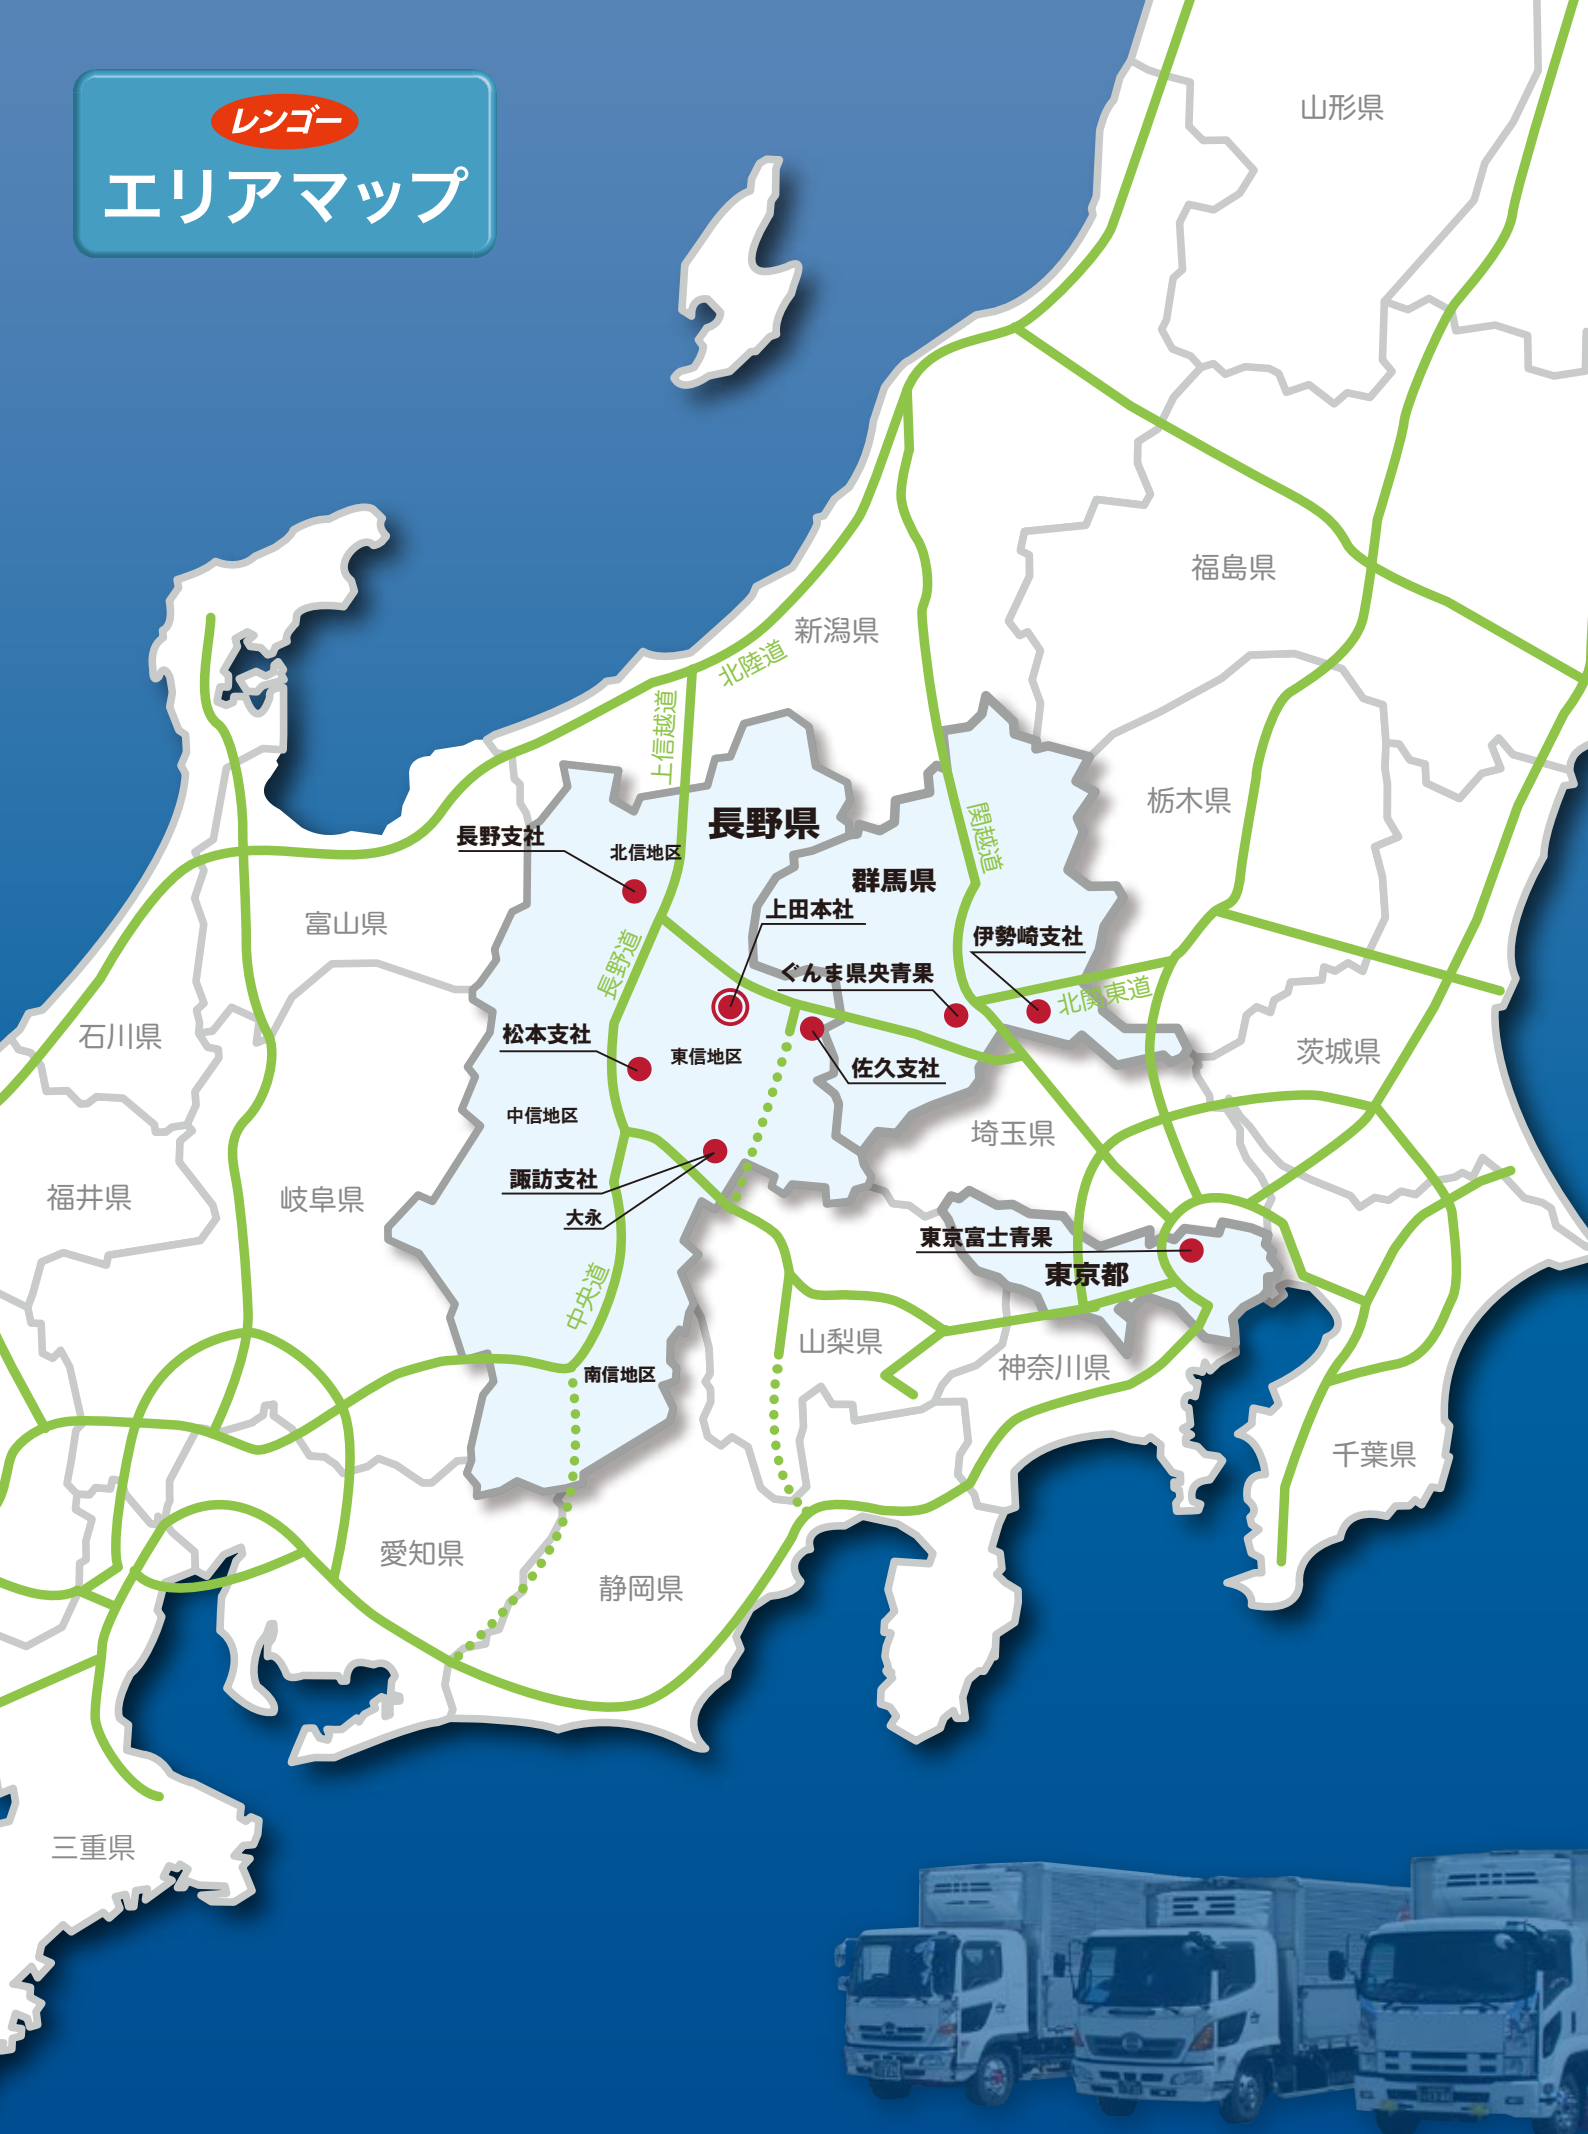 レンゴー
エリアマップ
山形県
福島県
新潟県
北陸道
上信越道
栃木県
関越道
長野県
長野支社
北信地区
群馬県
上田本社
富山県
伊勢崎支社
長野道
ぐんま県央青果
北関東道
石川県
松本支社
東信地区
茨城県
佐久支社
中信地区
埼玉県
諏訪支社
福井県
岐阜県
大永
東京富士青果
東京都
中央道
山梨県
神奈川県
南信地区
千葉県
愛知県
静岡県
三重県